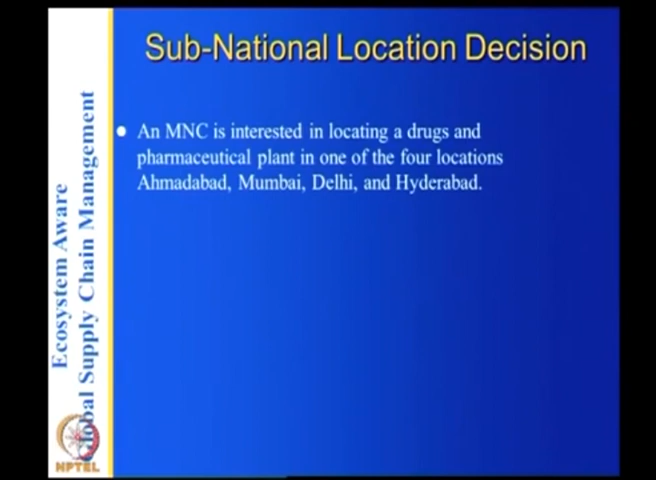 Sub-National Location Decision
An MNC is interested in locating a drugs and
pharmaceutical plant in one of the four locations
Ahmadabad, Mumbai, Delhi, and Hyderabad.
Ecosystem Aware
Global Supply Chain Management
NPTEL